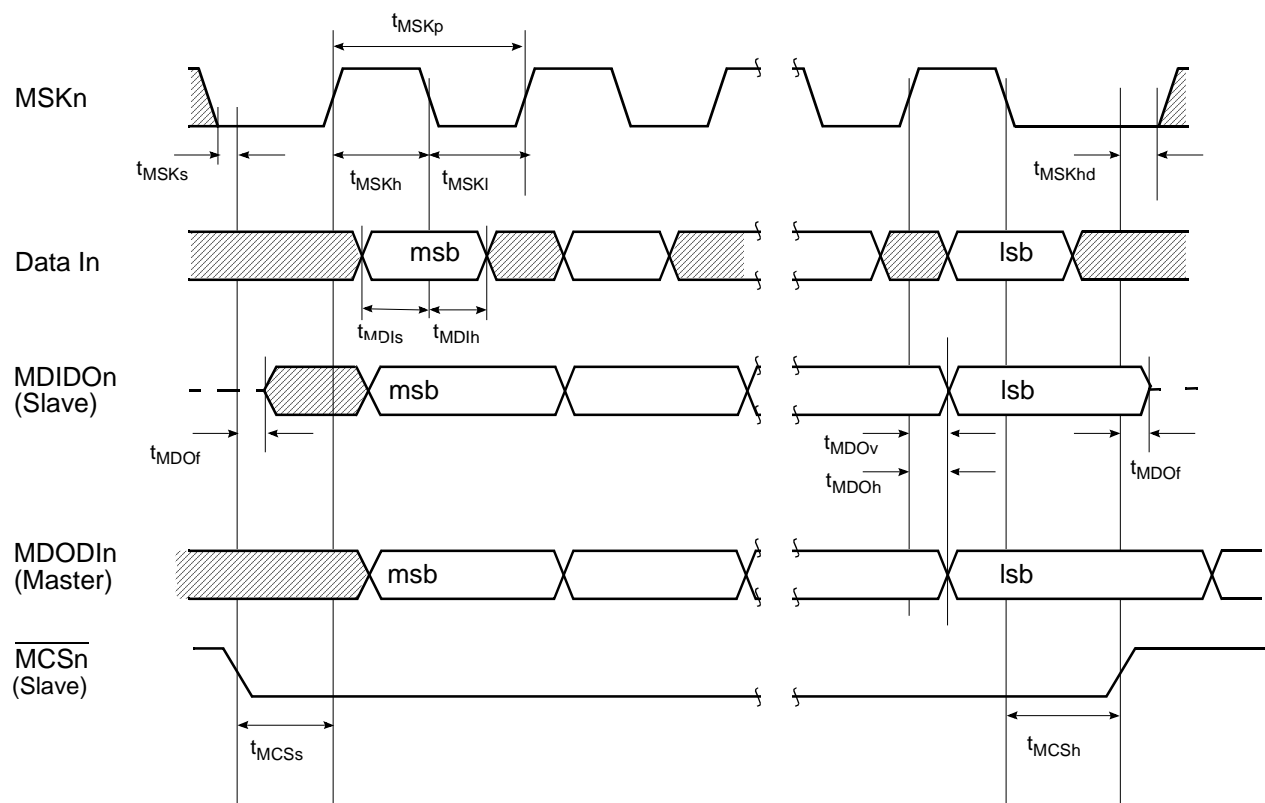 tMSKp
MSKn
tMSKs
tMSKh
tMSKl
tMSKhd
Data In
msb
lsb
tMDIs
tMDIh
MDIDOn
(Slave)
msb
lsb
tMDOf
tMDOv
tMDOh
tMDOf
MDODIn
(Master)
msb
lsb
MCSn
(Slave)
tMCSs
tMCSh